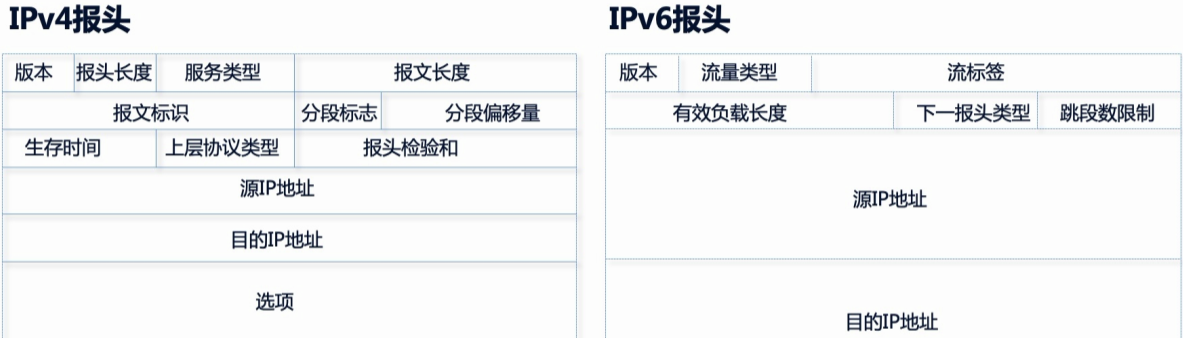 IPv4报头
版本 报头长度 服务类型 报文长度
报文标识 分段标志 分段偏移量
生存时间 上层协议类型 报头检验和
源IP地址
目的IP地址
选项
IPv6报头
版本 流量类型 流标签
有效负载长度 下一报头类型 跳段数限制
源IP地址
目的IP地址